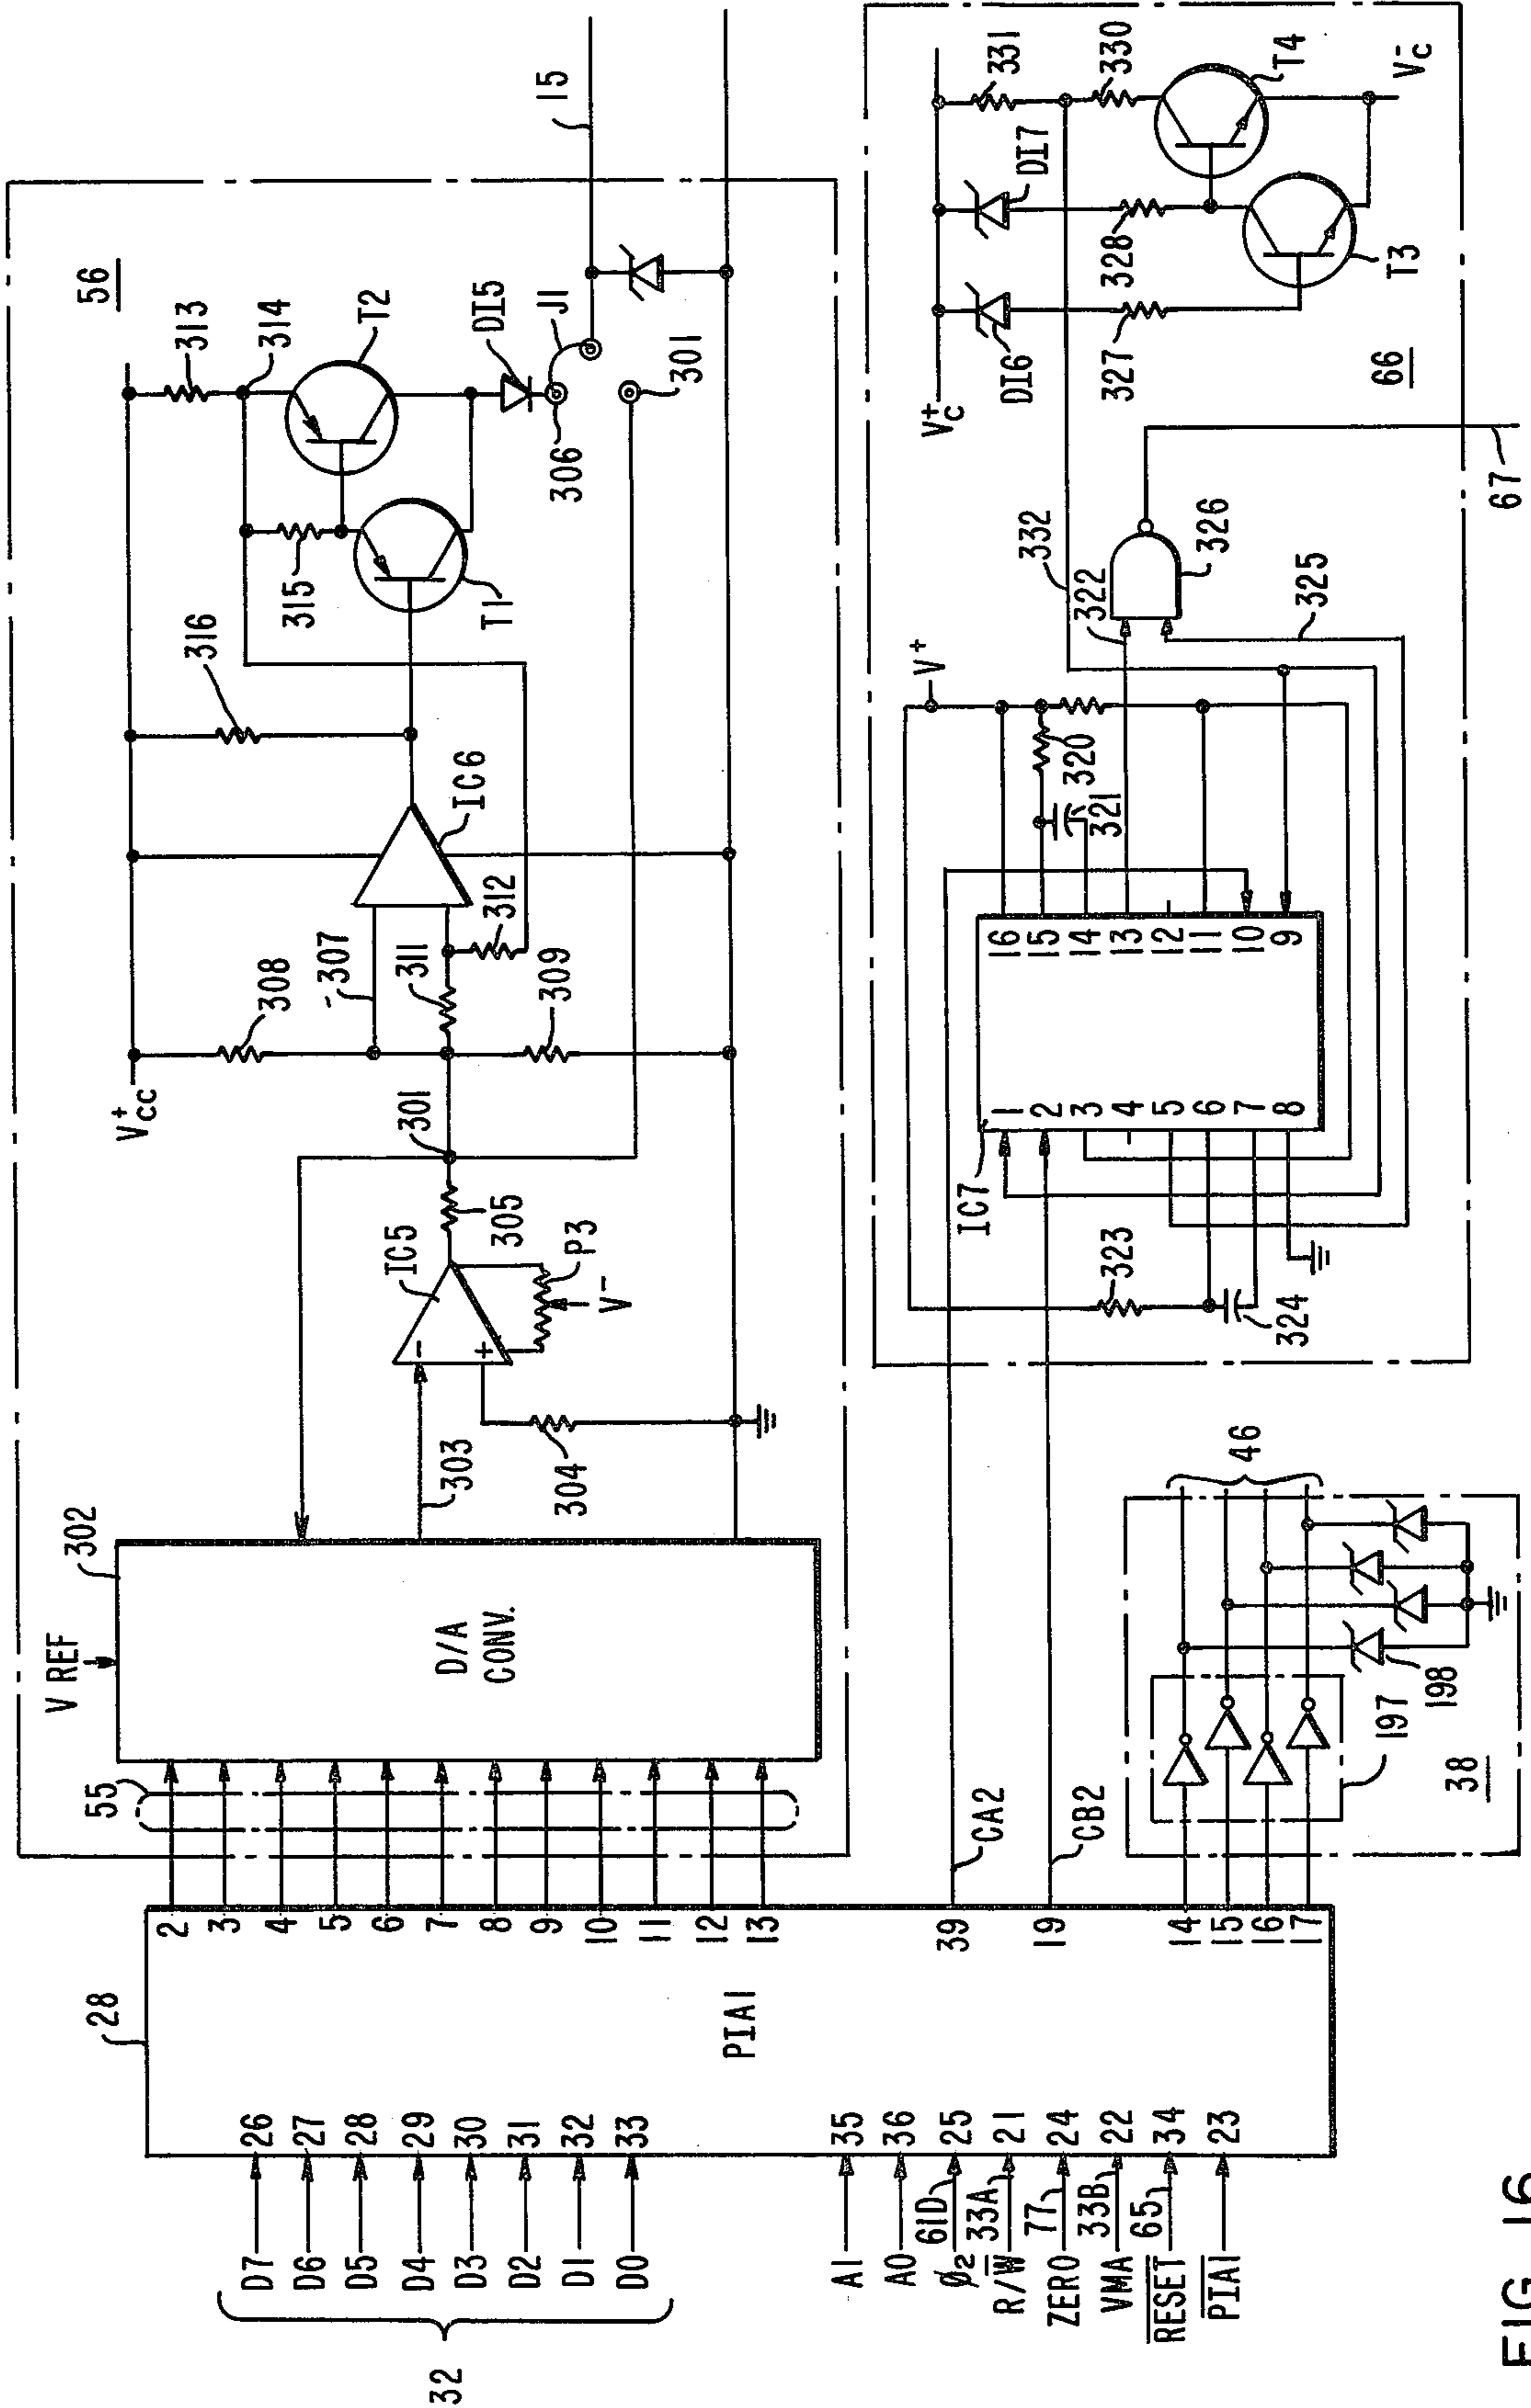 32
D7
D6
D5
D4
D3
D2
D1
D0
A1
A0
Ø2
R/W̅
ZERO
VMA
R̅E̅S̅E̅T̅
P̅I̅A̅1̅
61D
33A
77
33B
65
26
27
28
29
30
31
32
33
35
36
25
21
24
22
34
23
28
PIA1
2
3
4
5
6
7
8
9
10
11
12
13
39
19
14
15
16
17
55
V REF
302
D/A
CONV.
303
304
IC5
-
+
305
P3
V-
301
V+cc
308
307
311
309
312
IC6
316
315
T1
56
313
314
T2
DI5
306
J1
301
15
CA2
CB2
197
198
38
46
323
324
IC7
1
2
3
4
5
6
7
8
16
15
14
13
12
11
10
9
320
321
V+
322
332
325
326
67
66
V+c
DI6
327
DI7
328
T3
331
330
T4
V-c
FIG. 16